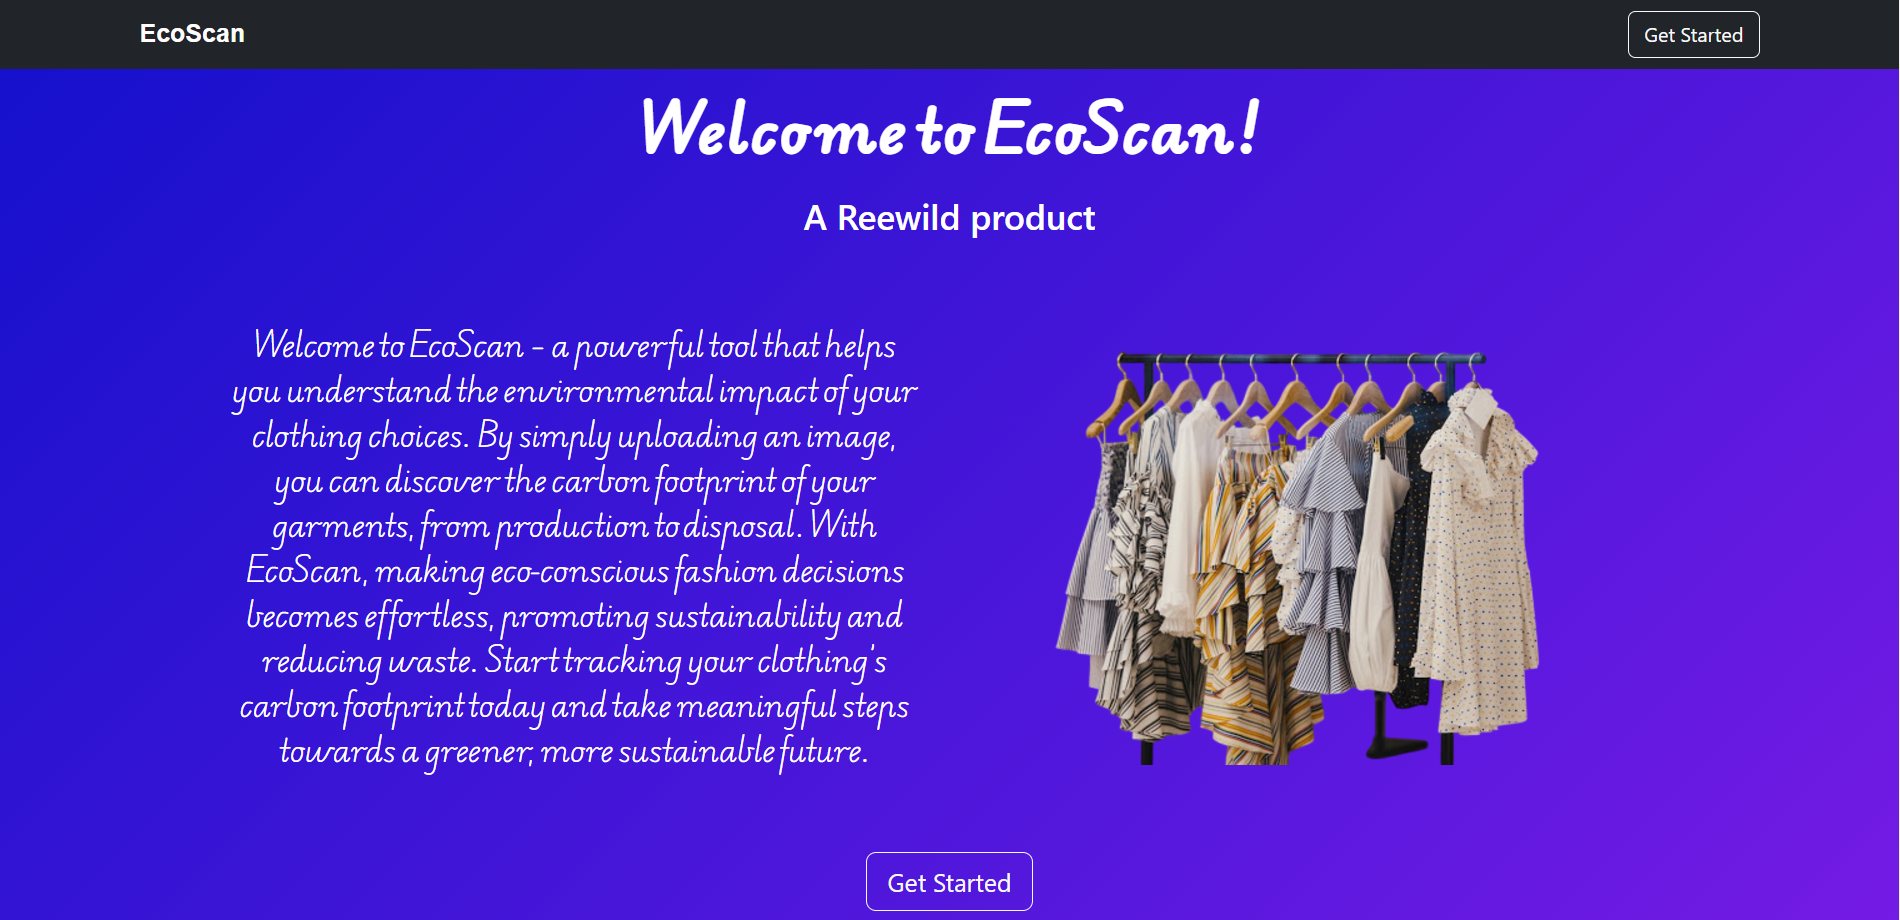 EcoScan
Get Started
Welcome to EcoScan!
A Reewild product
Welcome to EcoScan - a powerful tool that helps
you understand the environmental impact of your
clothing choices. By simply uploading an image,
you can discover the carbon footprint of your
garments, from production to disposal. With
EcoScan, making eco-conscious fashion decisions
becomes effortless, promoting sustainability and
reducing waste. Start tracking your clothing's
carbon footprint today and take meaningful steps
towards a greener, more sustainable future.
Get Started